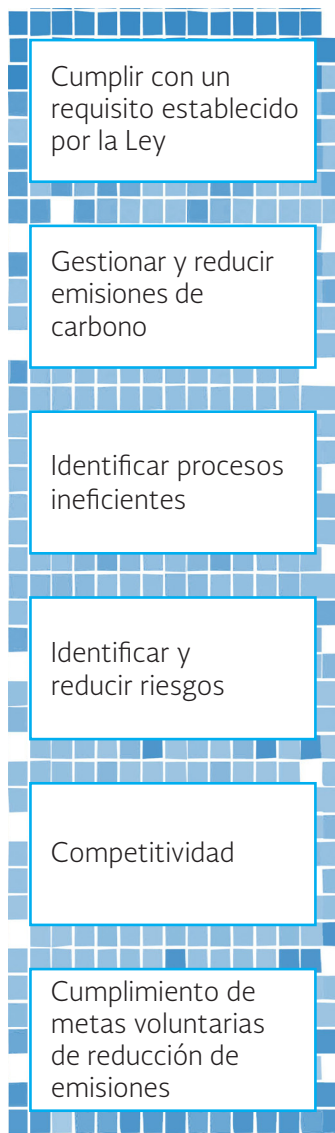 Cumplir con un
requisito establecido
por la Ley
Gestionar y reducir
emisiones de
carbono
Identificar procesos
ineficientes
Identificar y
reducir riesgos
Competitividad
Cumplimiento de
metas voluntarias
de reducción de
emisiones